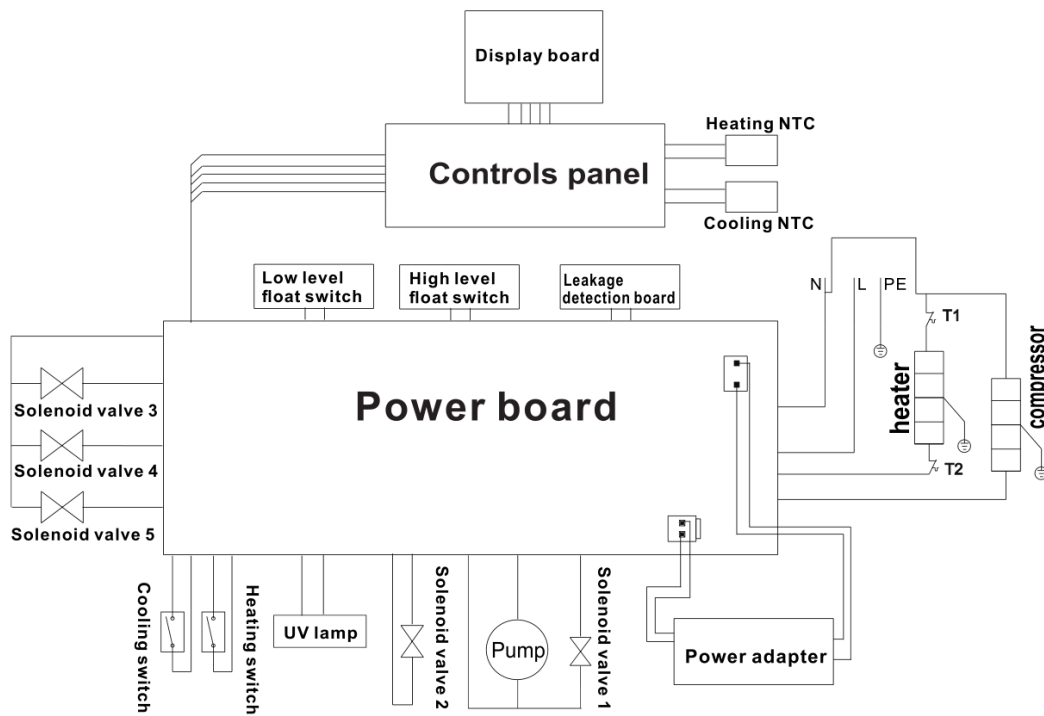 Display board
Heating NTC
Controls panel
Cooling NTC
Low level
float switch
High level
float switch
Leakage
detection board
N
L
PE
T1
heater
compressor
T2
Power board
Solenoid valve 3
Solenoid valve 4
Solenoid valve 5
Cooling switch
Heating switch
UV lamp
Solenoid valve 2
Pump
Solenoid valve 1
Power adapter